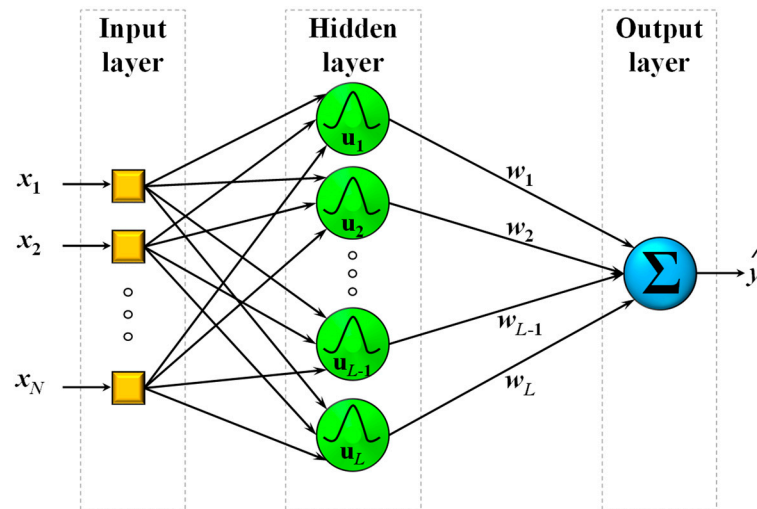 Input
layer
Hidden
layer
Output
layer
x1
x2
xN
u1
u2
uL-1
uL
w1
w2
wL-1
wL
Σ
ŷ